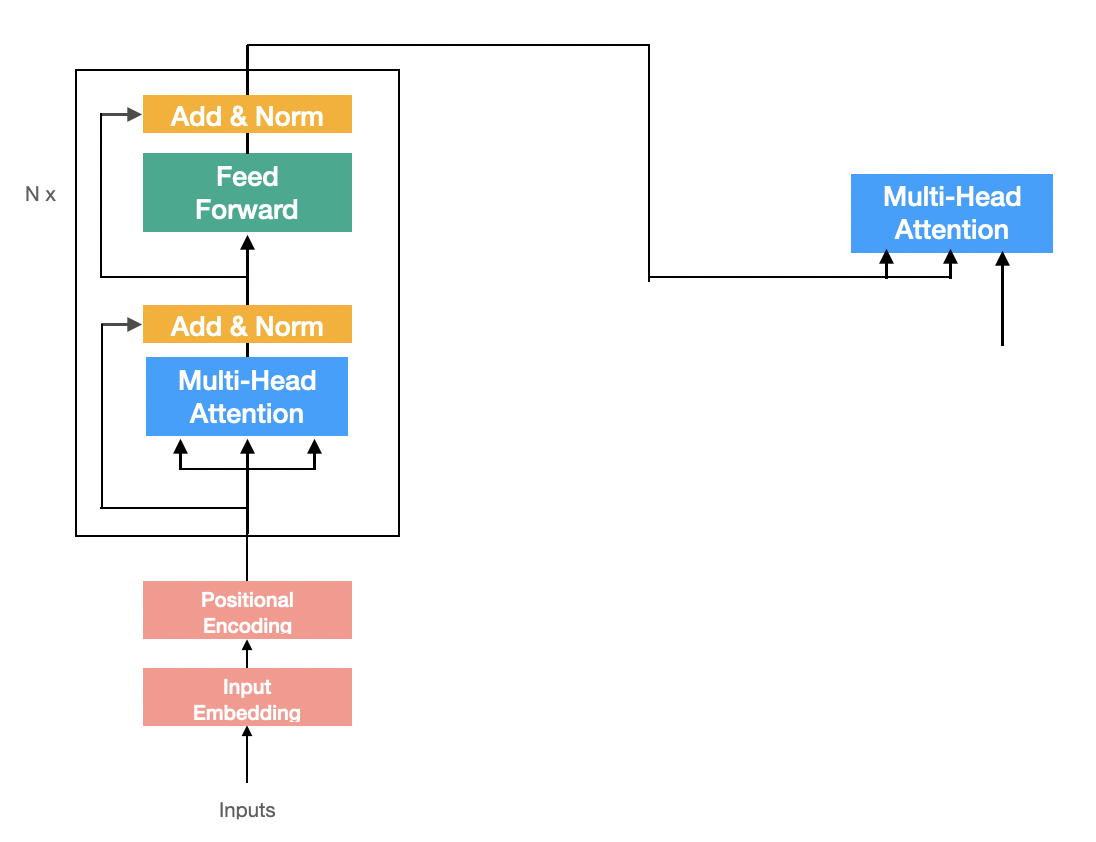 Add & Norm
Feed
Forward
N x
Add & Norm
Multi-Head
Attention
Positional
Encoding
Input
Embedding
Inputs
Multi-Head
Attention